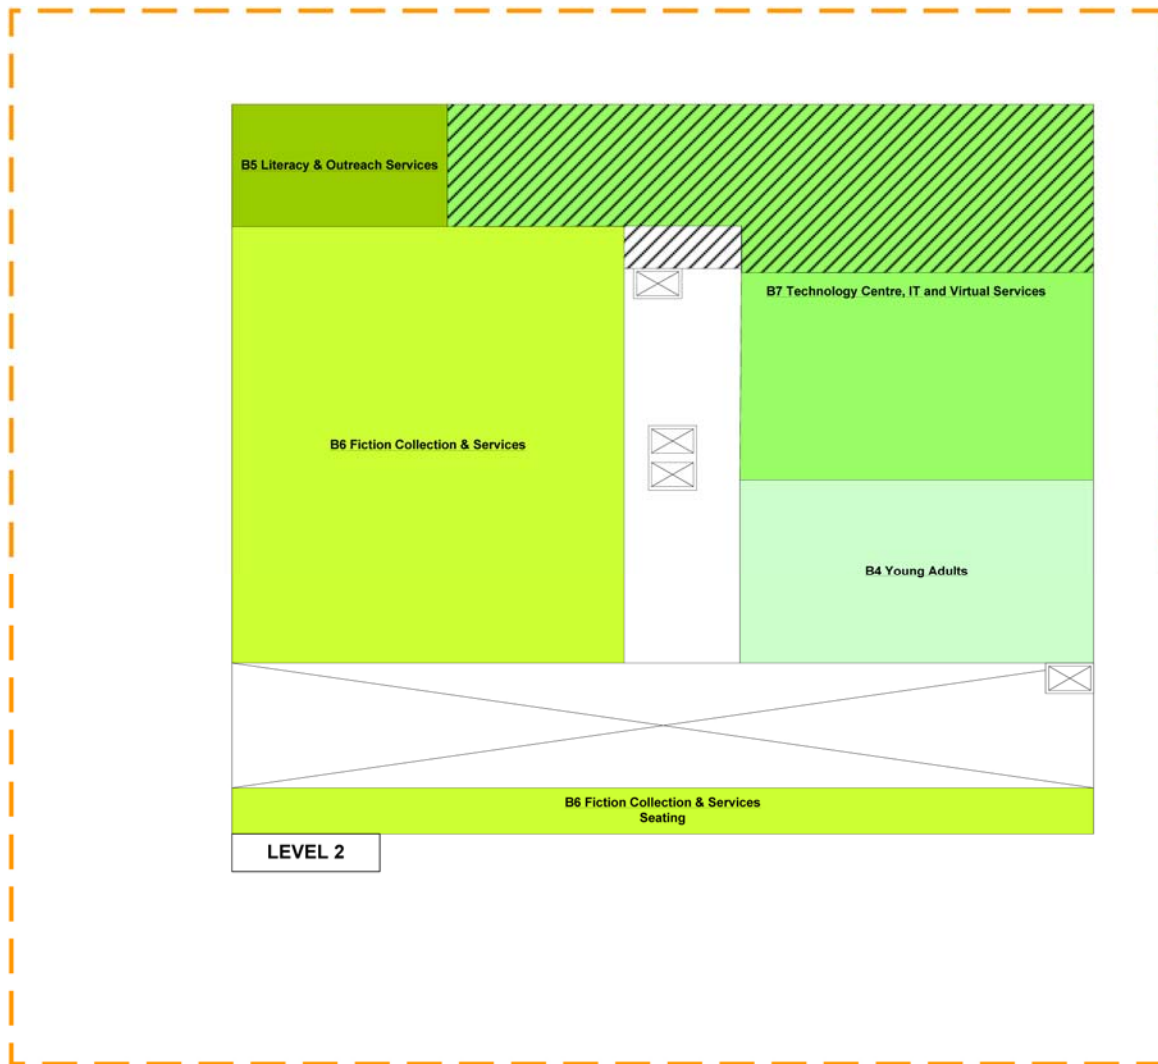 B5 Literacy & Outreach Services
B7 Technology Centre, IT and Virtual Services
B6 Fiction Collection & Services
B4 Young Adults
B6 Fiction Collection & Services
Seating
LEVEL 2